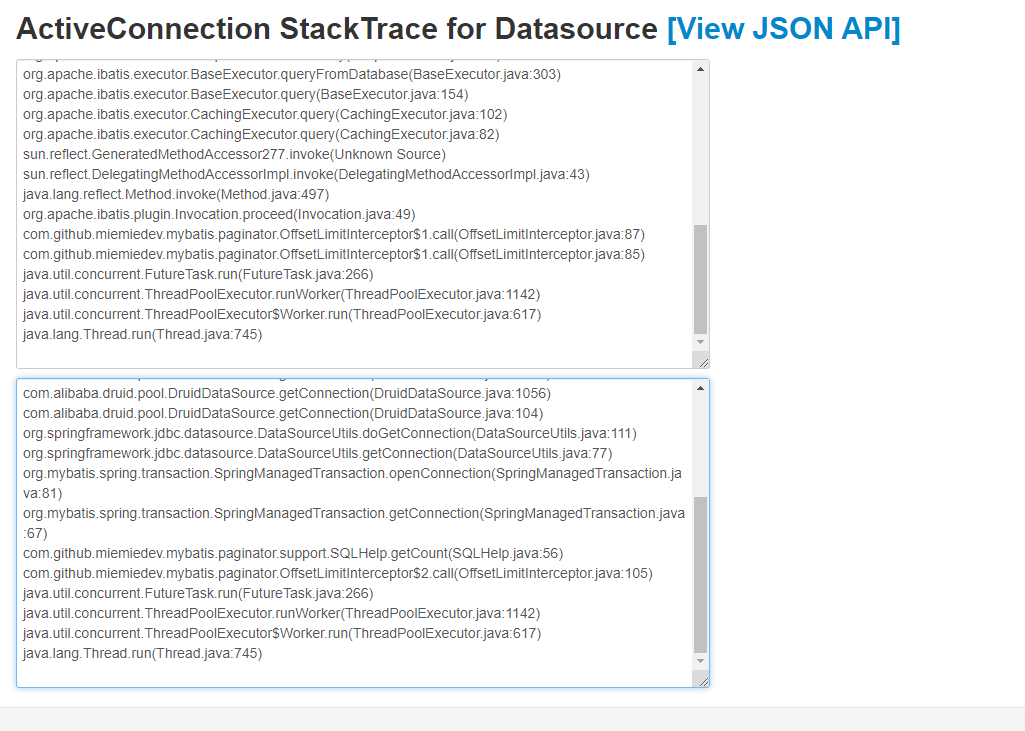 ActiveConnection StackTrace for Datasource [View JSON API]
org.apache.ibatis.executor.BaseExecutor.queryFromDatabase(BaseExecutor.java:303)
org.apache.ibatis.executor.BaseExecutor.query(BaseExecutor.java:154)
org.apache.ibatis.executor.CachingExecutor.query(CachingExecutor.java:102)
org.apache.ibatis.executor.CachingExecutor.query(CachingExecutor.java:82)
sun.reflect.GeneratedMethodAccessor277.invoke(Unknown Source)
sun.reflect.DelegatingMethodAccessorImpl.invoke(DelegatingMethodAccessorImpl.java:43)
java.lang.reflect.Method.invoke(Method.java:497)
org.apache.ibatis.plugin.Invocation.proceed(Invocation.java:49)
com.github.miemiedev.mybatis.paginator.OffsetLimitInterceptor$1.call(OffsetLimitInterceptor.java:87)
com.github.miemiedev.mybatis.paginator.OffsetLimitInterceptor$1.call(OffsetLimitInterceptor.java:85)
java.util.concurrent.FutureTask.run(FutureTask.java:266)
java.util.concurrent.ThreadPoolExecutor.runWorker(ThreadPoolExecutor.java:1142)
java.util.concurrent.ThreadPoolExecutor$Worker.run(ThreadPoolExecutor.java:617)
java.lang.Thread.run(Thread.java:745)
com.alibaba.druid.pool.DruidDataSource.getConnection(DruidDataSource.java:1056)
com.alibaba.druid.pool.DruidDataSource.getConnection(DruidDataSource.java:104)
org.springframework.jdbc.datasource.DataSourceUtils.doGetConnection(DataSourceUtils.java:111)
org.springframework.jdbc.datasource.DataSourceUtils.getConnection(DataSourceUtils.java:77)
org.mybatis.spring.transaction.SpringManagedTransaction.openConnection(SpringManagedTransaction.ja
va:81)
org.mybatis.spring.transaction.SpringManagedTransaction.getConnection(SpringManagedTransaction.java
:67)
com.github.miemiedev.mybatis.paginator.support.SQLHelp.getCount(SQLHelp.java:56)
com.github.miemiedev.mybatis.paginator.OffsetLimitInterceptor$2.call(OffsetLimitInterceptor.java:105)
java.util.concurrent.FutureTask.run(FutureTask.java:266)
java.util.concurrent.ThreadPoolExecutor.runWorker(ThreadPoolExecutor.java:1142)
java.util.concurrent.ThreadPoolExecutor$Worker.run(ThreadPoolExecutor.java:617)
java.lang.Thread.run(Thread.java:745)